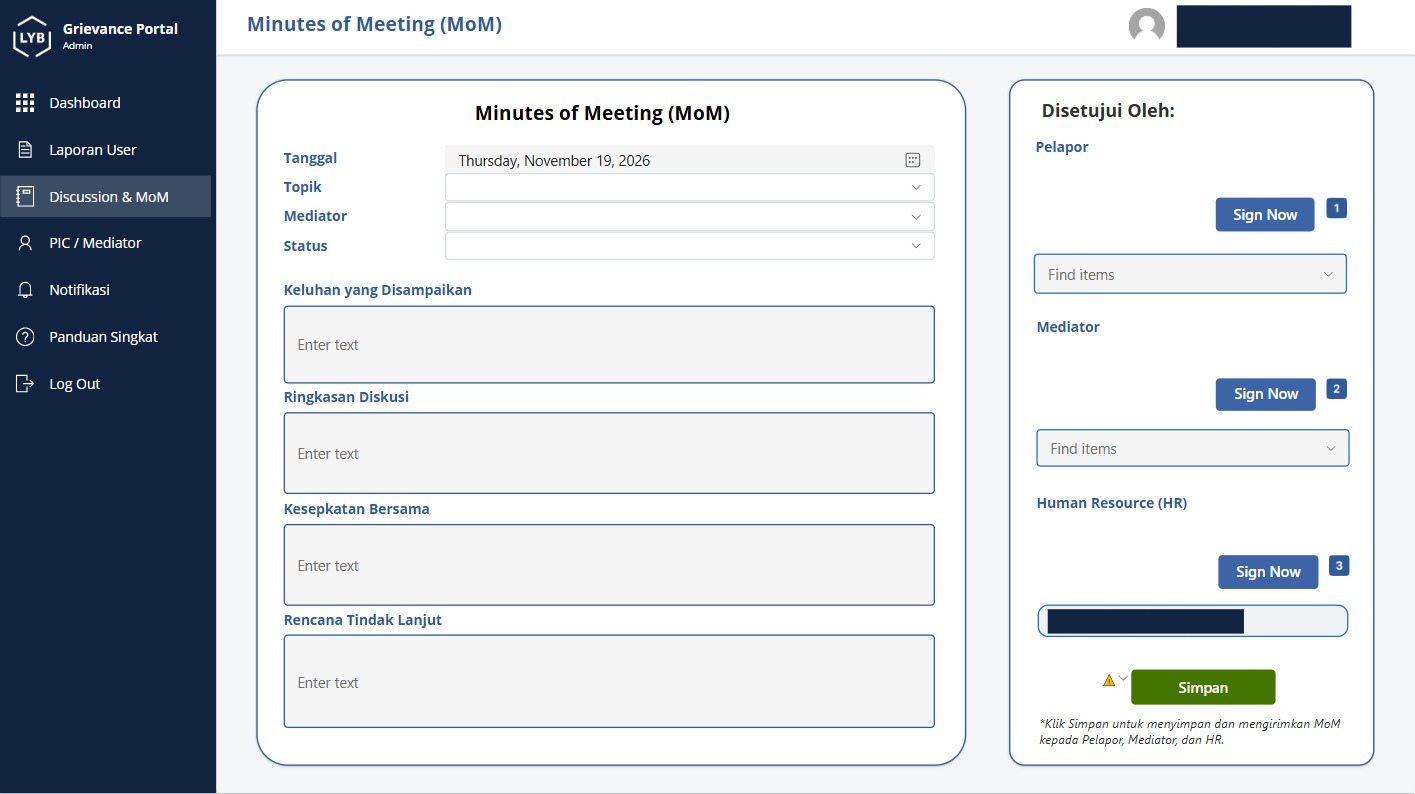 LYB
Grievance Portal
Admin
Dashboard
Laporan User
Discussion & MoM
PIC / Mediator
Notifikasi
Panduan Singkat
Log Out
Minutes of Meeting (MoM)
Minutes of Meeting (MoM)
Tanggal
Thursday, November 19, 2026
Topik
Mediator
Status
Keluhan yang Disampaikan
Enter text
Ringkasan Diskusi
Enter text
Kesepkatan Bersama
Enter text
Rencana Tindak Lanjut
Enter text
Disetujui Oleh:
Pelapor
Sign Now
1
Find items
Mediator
Sign Now
2
Find items
Human Resource (HR)
Sign Now
3
Simpan
*Klik Simpan untuk menyimpan dan mengirimkan MoM
kepada Pelapor, Mediator, dan HR.